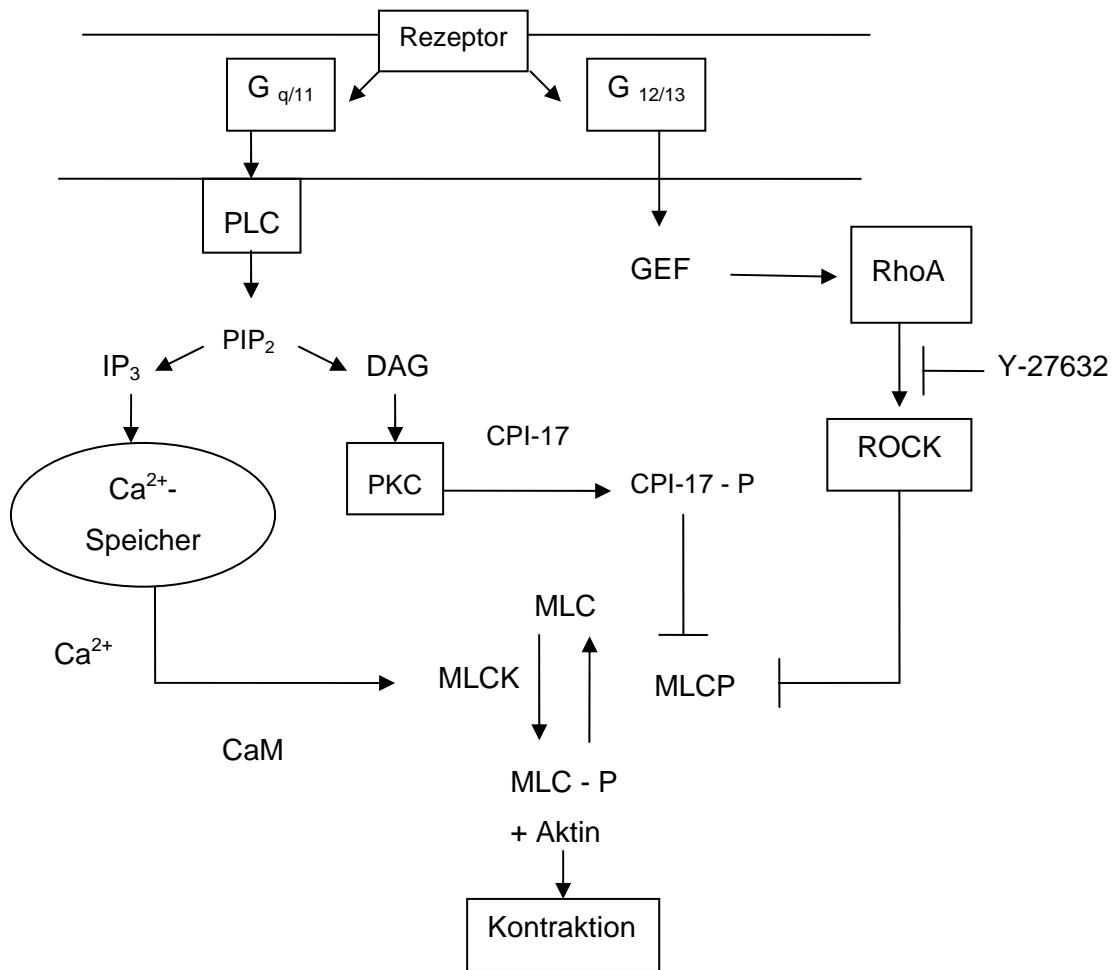 Rezeptor
G q/11
G 12/13
PLC
GEF
RhoA
PIP2
IP3
DAG
Y-27632
CPI-17
ROCK
Ca2+-
Speicher
PKC
CPI-17 - P
MLC
Ca2+
MLCK
MLCP
CaM
MLC - P
+ Aktin
Kontraktion